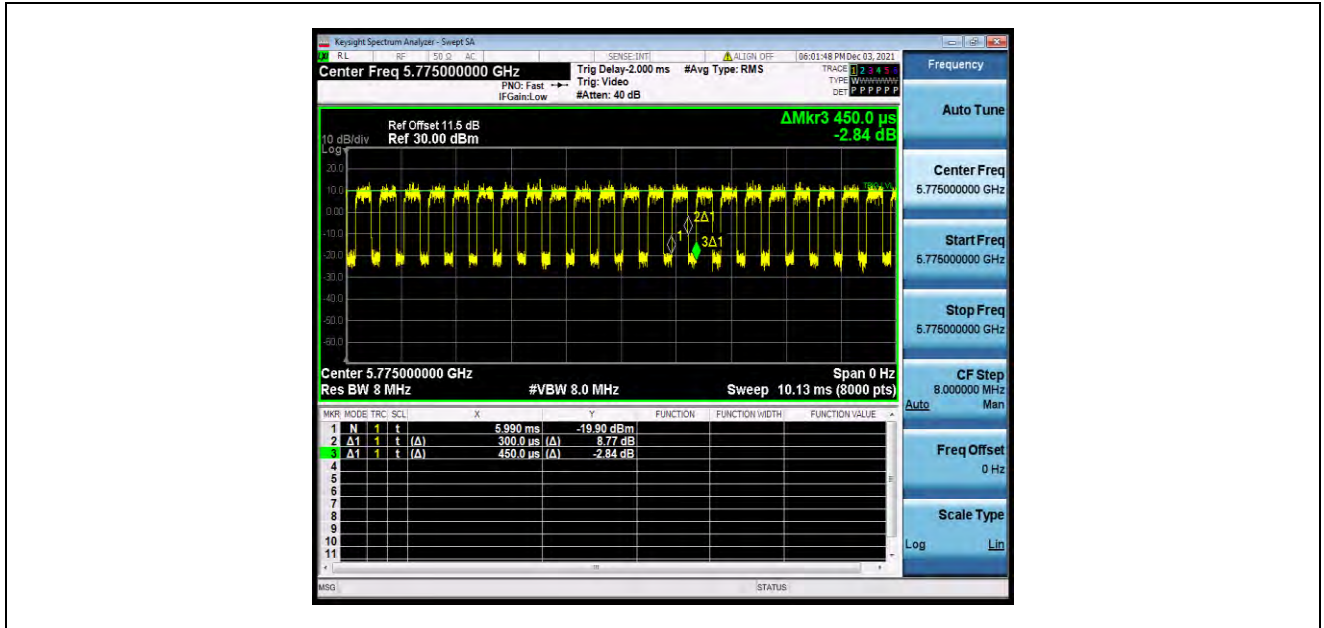 Keysight Spectrum Analyzer - Swept SA
RL RF 50 Ω AC SENSE:INT ALIGN OFF 06:01:48 PM Dec 03, 2021
Center Freq 5.775000000 GHz
PNO: Fast
IFGain:Low
Trig Delay-2.000 ms #Avg Type: RMS
Trig: Video
#Atten: 40 dB
TRACE 1 2 3 4 5 6
TYPE WWWWWW
DET P P P P P P
Ref Offset 11.5 dB
10 dB/div Ref 30.00 dBm
Log
ΔMkr3 450.0 µs
-2.84 dB
20.0
10.0
0.00
-10.0
-20.0
-30.0
-40.0
-50.0
-60.0
2Δ1
1
3Δ1
Center 5.775000000 GHz Span 0 Hz
Res BW 8 MHz #VBW 8.0 MHz Sweep 10.13 ms (8000 pts)
MKR MODE TRC SCL X Y FUNCTION FUNCTION WIDTH FUNCTION VALUE
1 N 1 t 5.990 ms -19.90 dBm
2 Δ1 1 t (Δ) 300.0 µs (Δ) 8.77 dB
3 Δ1 1 t (Δ) 450.0 µs (Δ) -2.84 dB
4
5
6
7
8
9
10
11
MSG STATUS
Frequency
Auto Tune
Center Freq
5.775000000 GHz
Start Freq
5.775000000 GHz
Stop Freq
5.775000000 GHz
CF Step
8.000000 MHz
Auto Man
Freq Offset
0 Hz
Scale Type
Log Lin